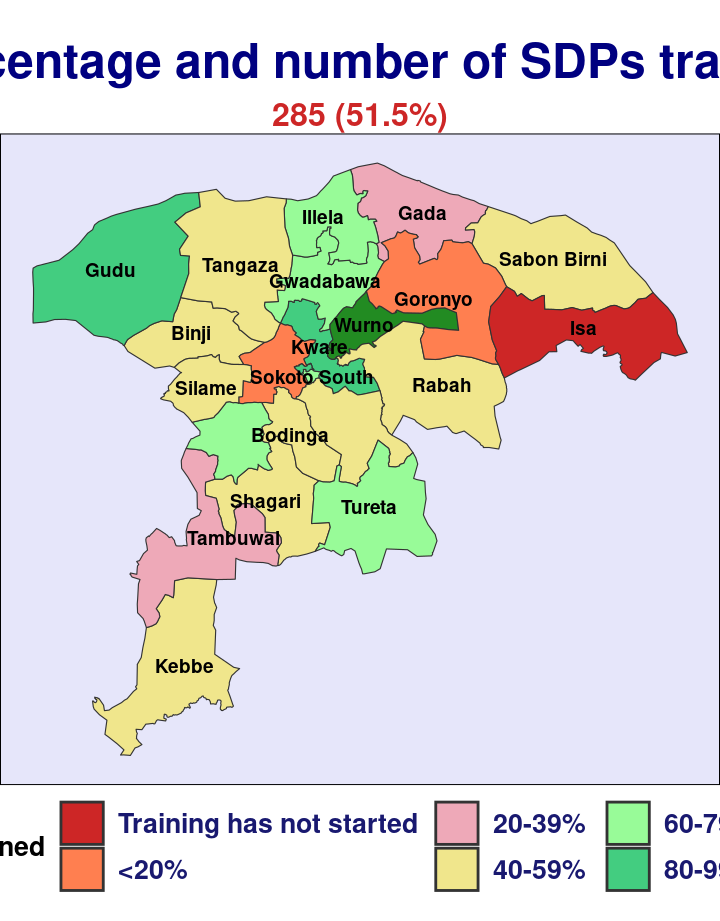 centage and number of SDPs tra
285 (51.5%)
Illela
Gada
Gudu
Tangaza
Sabon Birni
Gwadabawa
Goronyo
Binji
Wurno
Isa
Kware
Silame
Sokoto South
Rabah
Bodinga
Shagari
Tureta
Tambuwal
Kebbe
ned
Training has not started
20-39%
60-79
<20%
40-59%
80-99